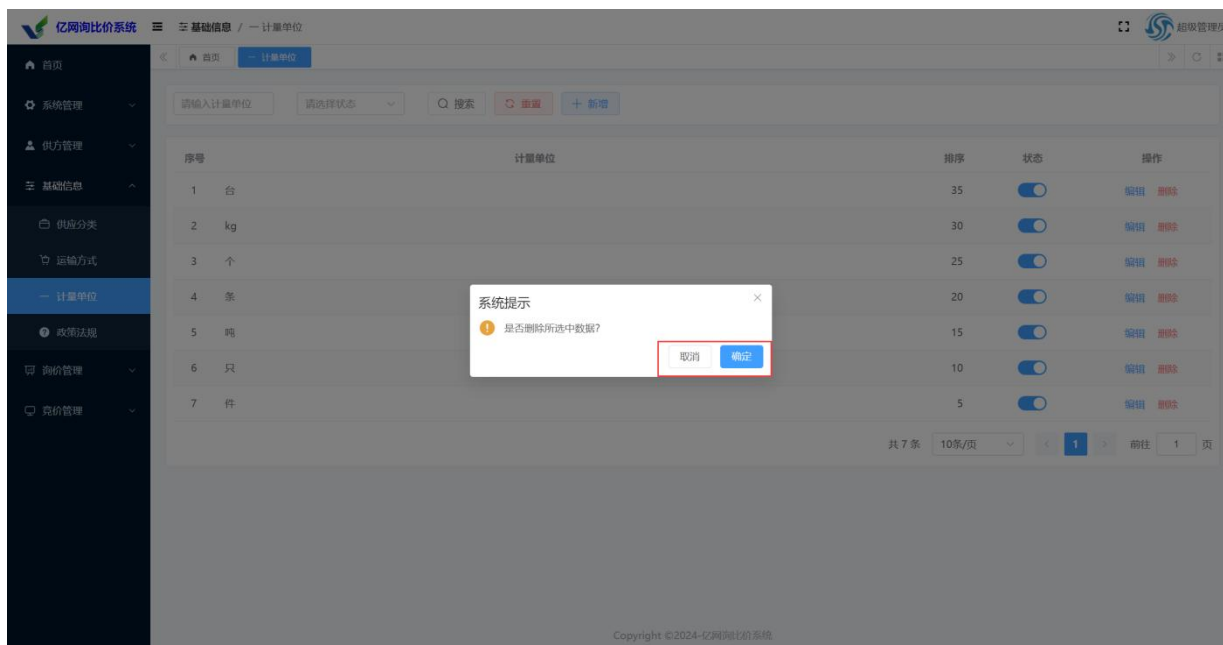 亿网询比价系统
基础信息 / 计量单位
超级管理员
首页
系统管理
供方管理
基础信息
供应分类
运输方式
计量单位
政策法规
询价管理
竞价管理
首页 计量单位
请输入计量单位 请选择状态 搜索 重置 新增
序号 计量单位 排序 状态 操作
1 台 35 编辑 删除
2 kg 30 编辑 删除
3 个 25 编辑 删除
4 条 20 编辑 删除
5 吨 15 编辑 删除
6 只 10 编辑 删除
7 件 5 编辑 删除
系统提示
是否删除所选中数据?
取消 确定
共 7 条 10条/页 1 前往 1 页
Copyright ©2024-亿网询比价系统